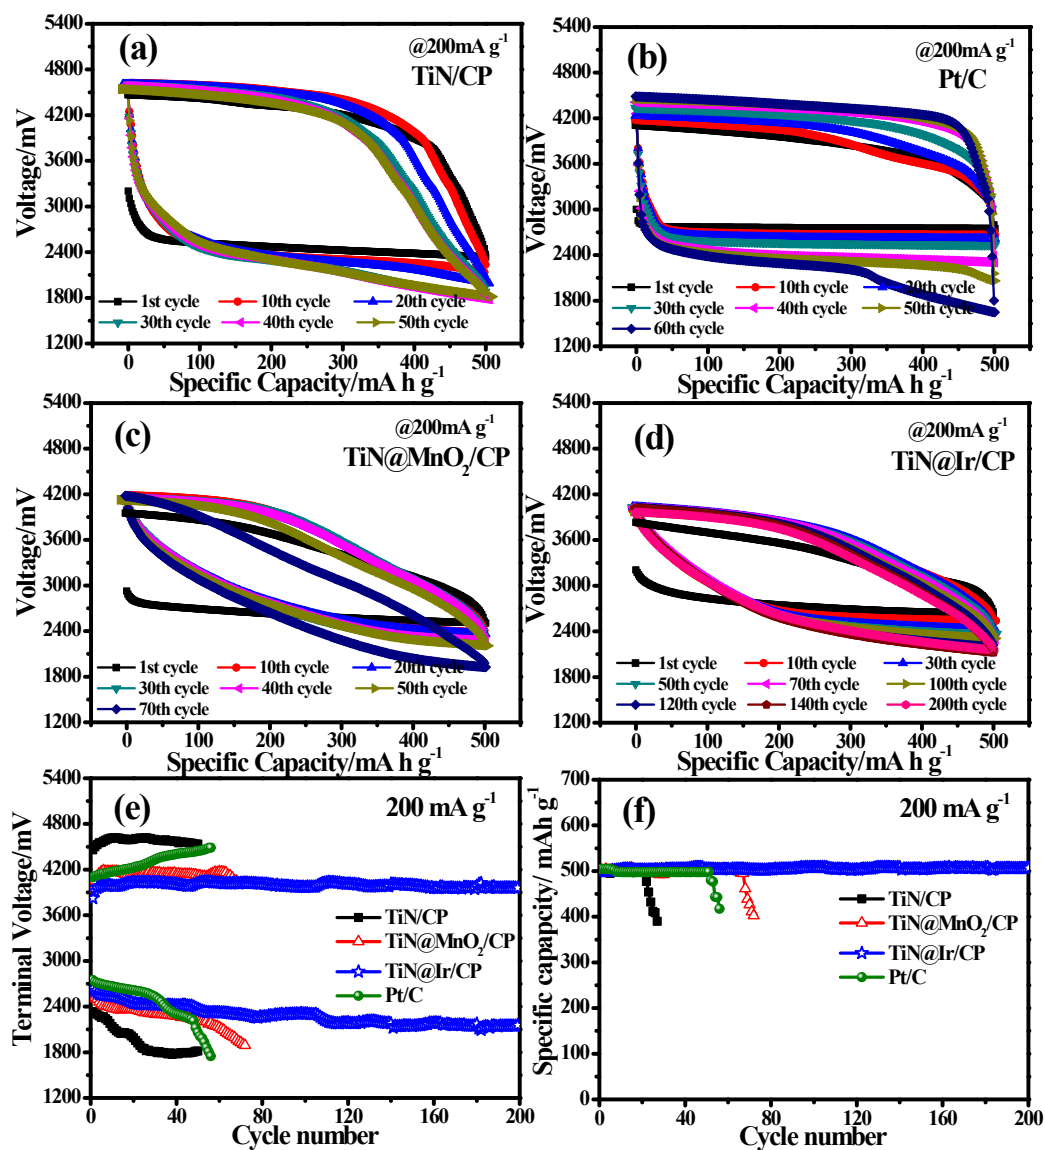 (a)
@200mA g-1
TiN/CP
Voltage/mV
5400
4800
4200
3600
3000
2400
1800
1200
1st cycle 10th cycle 20th cycle
30th cycle 40th cycle 50th cycle
0 100 200 300 400 500
Specific Capacity/mA h g-1
(b)
@200mA g-1
Pt/C
Voltage/mV
5400
4800
4200
3600
3000
2400
1800
1200
1st cycle 10th cycle 20th cycle
30th cycle 40th cycle 50th cycle
60th cycle
0 100 200 300 400 500
Specific Capacity/mA h g-1
(c)
@200mA g-1
TiN@MnO2/CP
Voltage/mV
5400
4800
4200
3600
3000
2400
1800
1200
1st cycle 10th cycle 20th cycle
30th cycle 40th cycle 50th cycle
70th cycle
0 100 200 300 400 500
Specific Capacity/mA h g-1
(d)
@200mA g-1
TiN@Ir/CP
Voltage/mV
5400
4800
4200
3600
3000
2400
1800
1200
1st cycle 10th cycle 30th cycle
50th cycle 70th cycle 100th cycle
120th cycle 140th cycle 200th cycle
0 100 200 300 400 500
Specific Capacity/mA h g-1
(e)
200 mA g-1
Terminal Voltage/mV
5400
4800
4200
3600
3000
2400
1800
1200
TiN/CP
TiN@MnO2/CP
TiN@Ir/CP
Pt/C
0 40 80 120 160 200
Cycle number
(f)
200 mA g-1
Specific capapcity/ mAh g-1
700
600
500
400
300
200
100
0
TiN/CP
TiN@MnO2/CP
TiN@Ir/CP
Pt/C
0 40 80 120 160 200
Cycle number